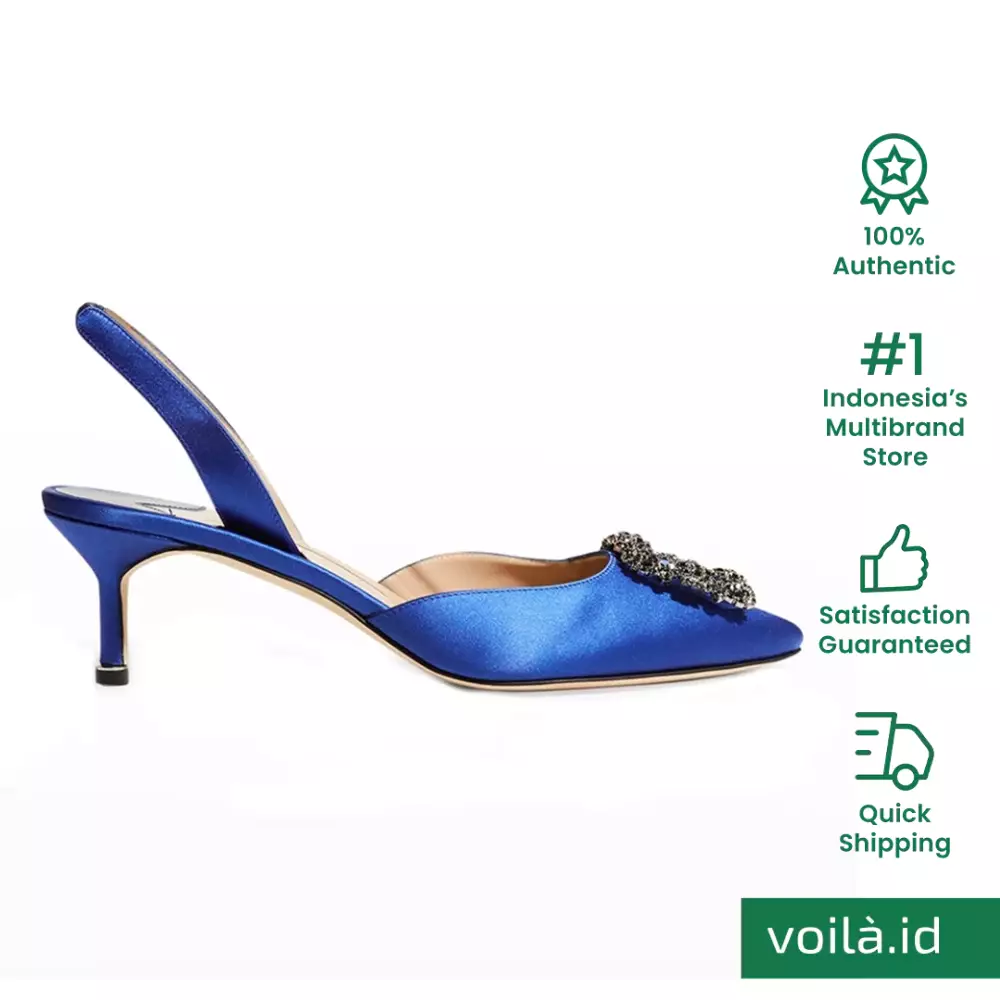 100%
Authentic
#1
Indonesia's
Multibrand
Store
Satisfaction
Guaranteed
Quick
Shipping
voilà.id